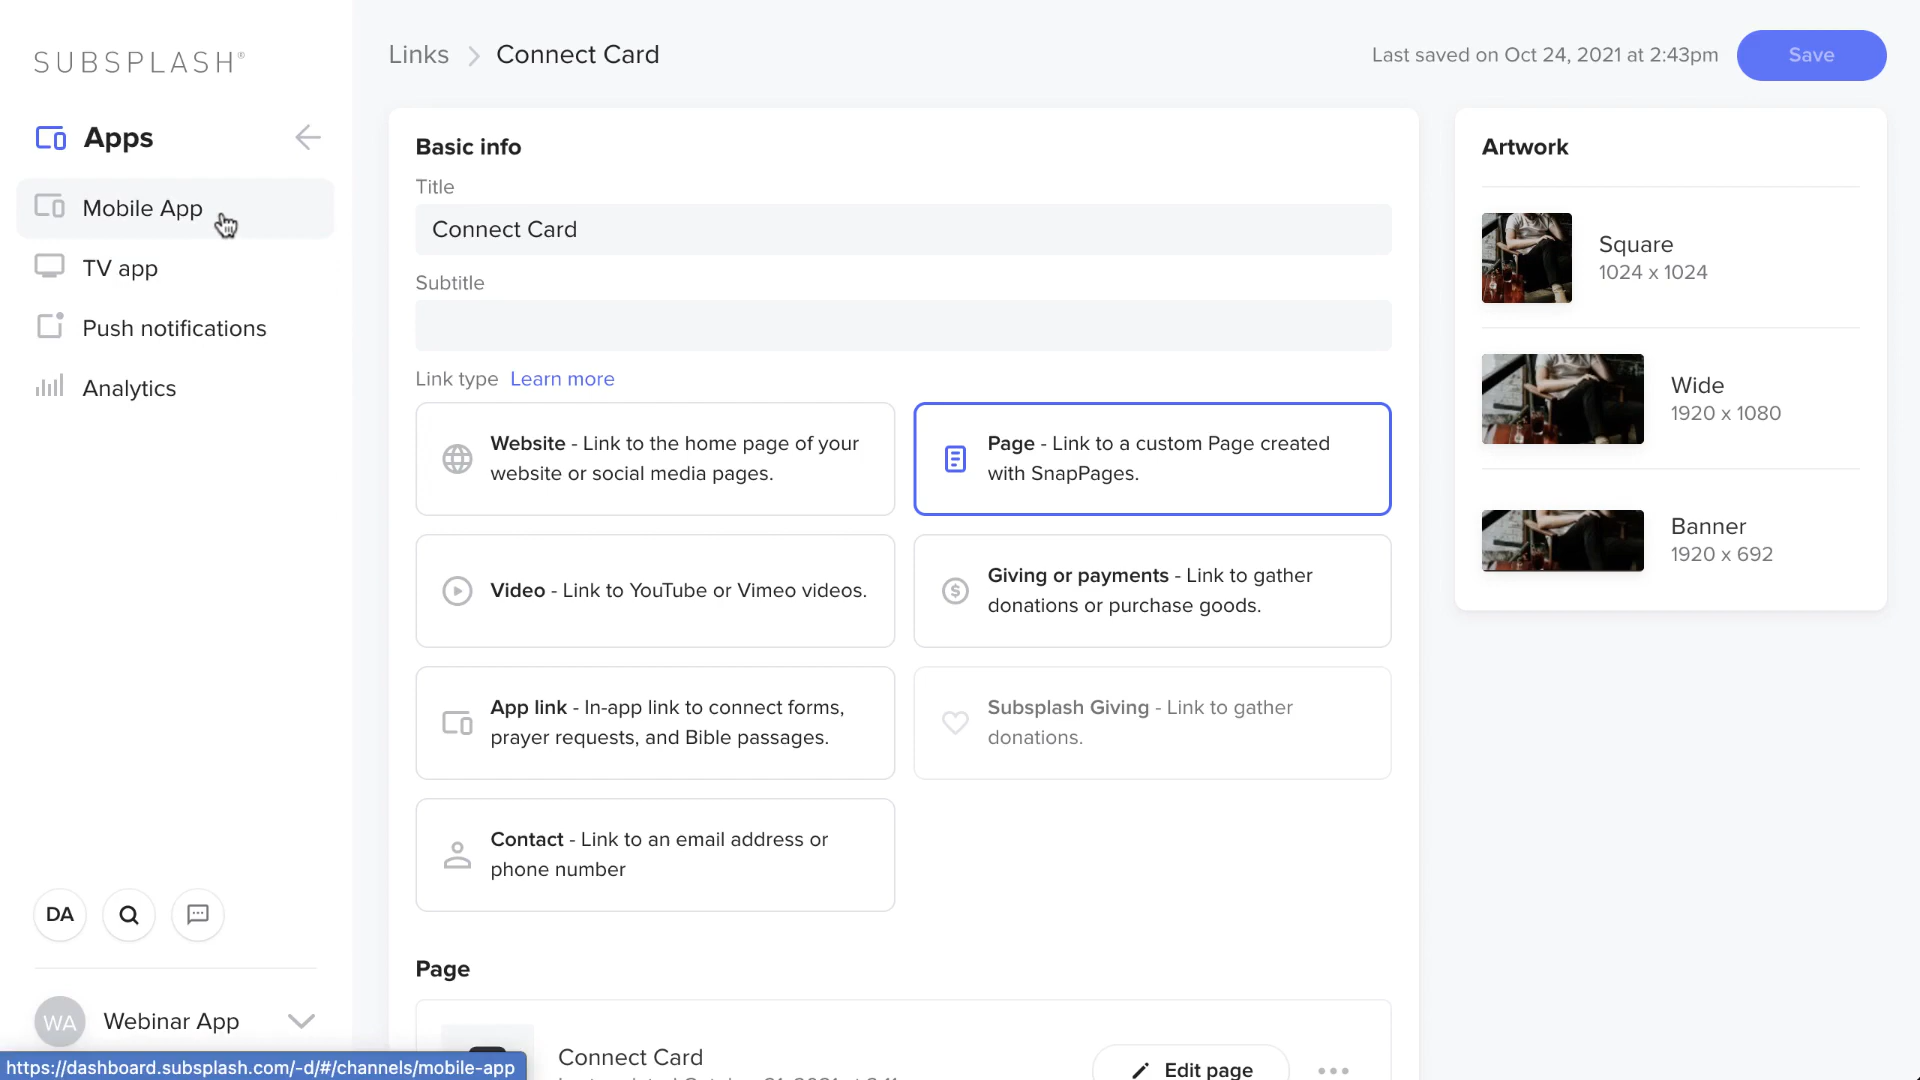 SUBSPLASH®
Apps
Mobile App
TV app
Push notifications
Analytics
DA
WA
Webinar App
https://dashboard.subsplash.com/-d/#/channels/mobile-app
Links
Connect Card
Last saved on Oct 24, 2021 at 2:43pm
Save
Basic info
Title
Connect Card
Subtitle
Link type Learn more
Website - Link to the home page of your
website or social media pages.
Page - Link to a custom Page created
with SnapPages.
Video - Link to YouTube or Vimeo videos.
Giving or payments - Link to gather
donations or purchase goods.
App link - In-app link to connect forms,
prayer requests, and Bible passages.
Subsplash Giving - Link to gather
donations.
Contact - Link to an email address or
phone number
Page
Connect Card
Edit page
Artwork
Square
1024 x 1024
Wide
1920 x 1080
Banner
1920 x 692